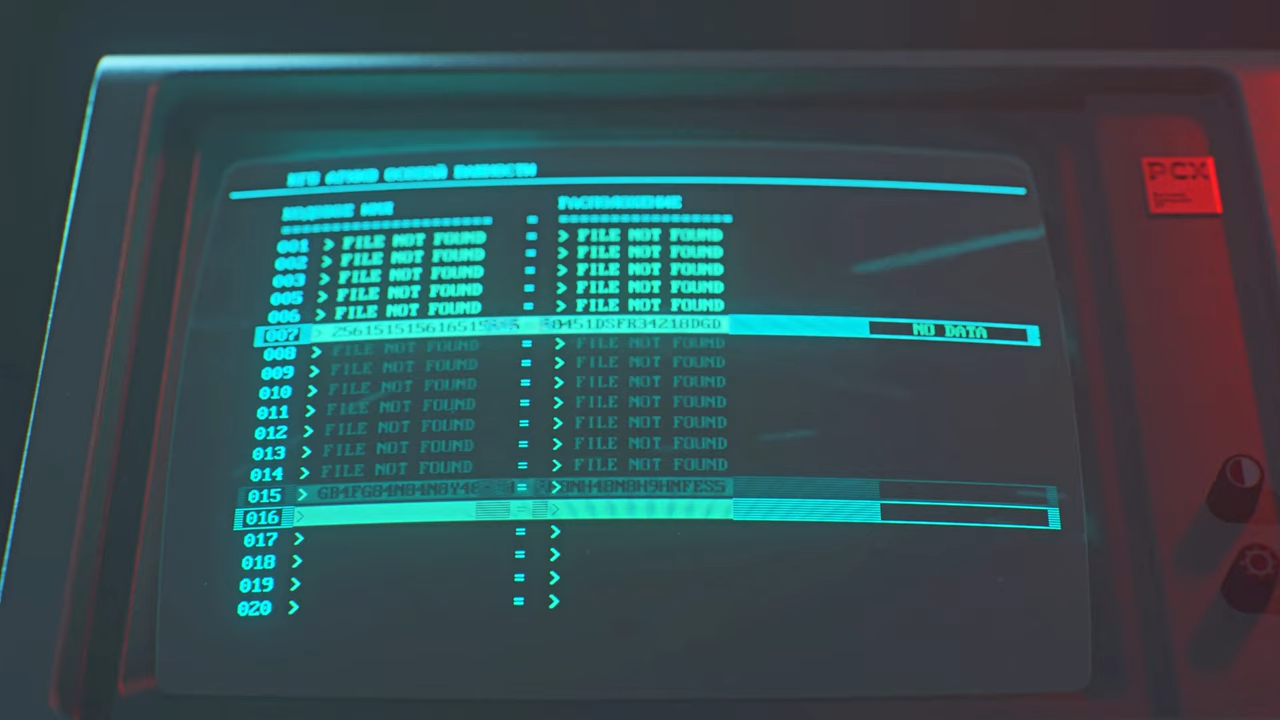 РАСПОЛОЖЕНИЕ
001 > FILE NOT FOUND = > FILE NOT FOUND
002 > FILE NOT FOUND = > FILE NOT FOUND
003 > FILE NOT FOUND = > FILE NOT FOUND
005 > FILE NOT FOUND = > FILE NOT FOUND
006 > FILE NOT FOUND = > FILE NOT FOUND
007 > NO DATA
008 > FILE NOT FOUND = > FILE NOT FOUND
009 > FILE NOT FOUND = > FILE NOT FOUND
010 > FILE NOT FOUND = > FILE NOT FOUND
011 > FILE NOT FOUND = > FILE NOT FOUND
012 > FILE NOT FOUND = > FILE NOT FOUND
013 > FILE NOT FOUND = > FILE NOT FOUND
014 > FILE NOT FOUND = > FILE NOT FOUND
015 > = >
016 > = >
017 > = >
018 > = >
019 > = >
020 > = >
PCX